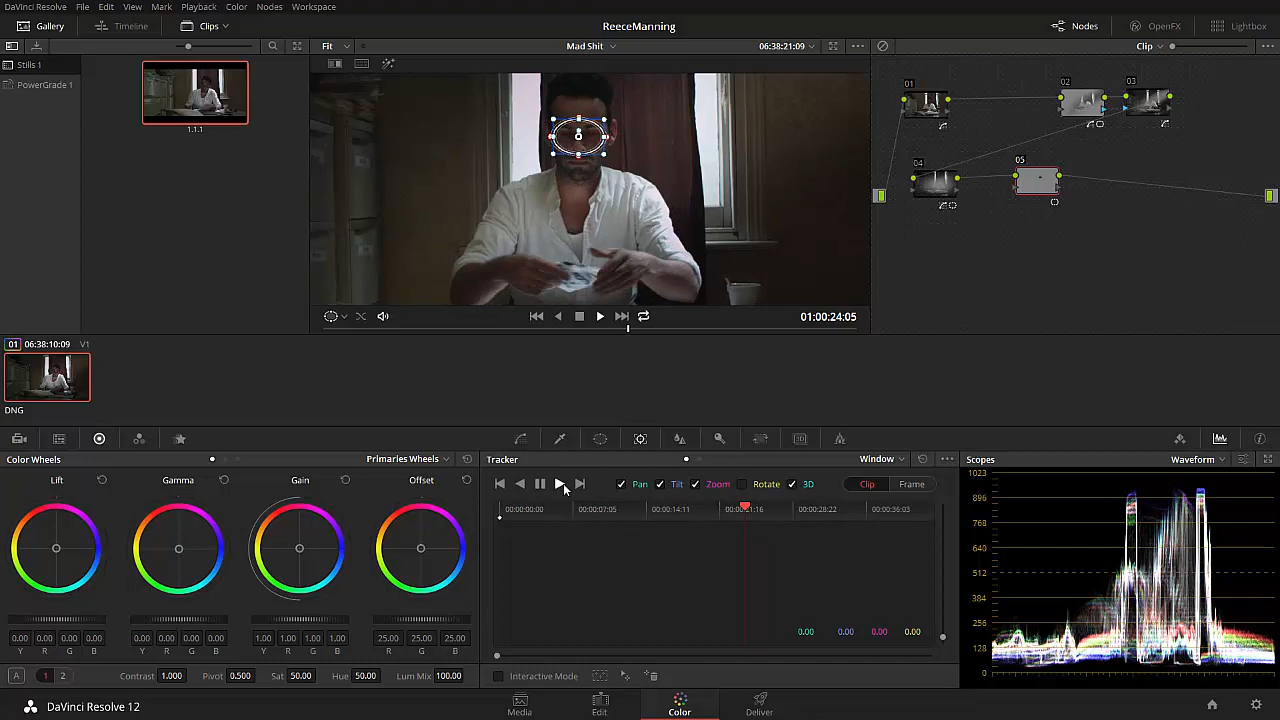 DaVinci Resolve File Edit View Mark Playback Color Nodes Workspace
Gallery Timeline Clips ReeceManning Nodes OpenFX Lightbox
Fit Mad Shit 06:38:21:09 Clip
Stills 1
PowerGrade 1
1.1.1
01 02 03
04 05
01:00:24:05
01 06:38:10:09 V1
DNG
Color Wheels Primaries Wheels Tracker Window Scopes Waveform
Lift Gamma Gain Offset
Pan Tilt Zoom Rotate 3D Clip Frame
00:00:00:00 00:00:07:05 00:00:14:11 00:00:28:22 00:00:36:03
1023
896
768
640
512
384
256
128
0
0.00 0.00 0.00 0.00
0.00 0.00 0.00 0.00 0.00 0.00 0.00 0.00 1.00 1.00 1.00 1.00 25.00 25.00 25.00
Y R G B Y R G B Y R G B R G B
A 1 2 Contrast 1.000 Pivot 0.500 Sat 50.00 Hue 50.00 Lum Mix 100.00 Interactive Mode
DaVinci Resolve 12 Media Edit Color Deliver